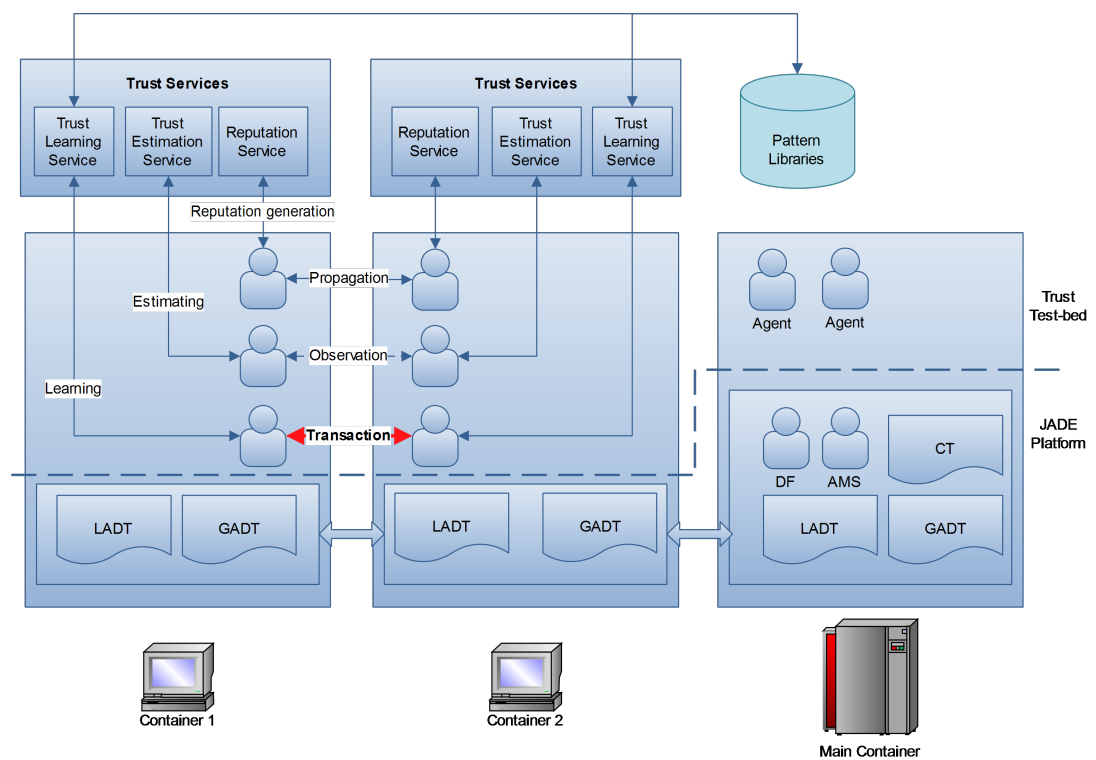 Trust Services
Trust
Learning
Service
Trust
Estimation
Service
Reputation
Service
Trust Services
Reputation
Service
Trust
Estimation
Service
Trust
Learning
Service
Pattern
Libraries
Reputation generation
Propagation
Estimating
Observation
Learning
Transaction
Agent
Agent
Trust
Test-bed
JADE
Platform
DF
AMS
CT
LADT
GADT
LADT
GADT
LADT
GADT
Container 1
Container 2
Main Container